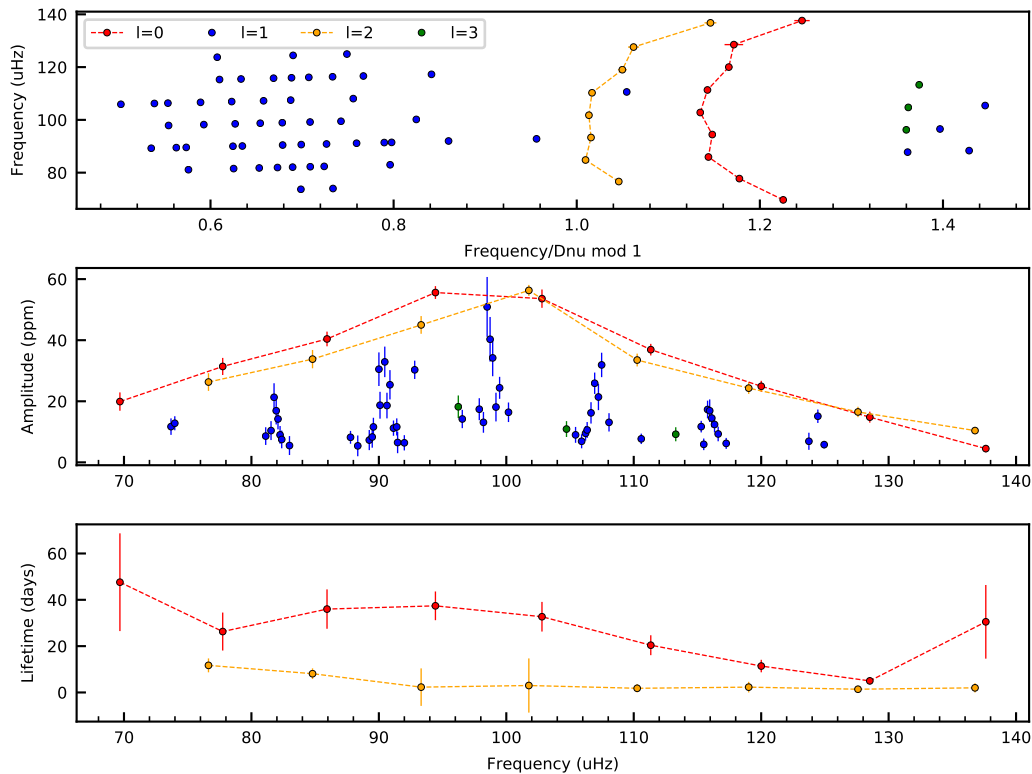 140
120
100
80
Frequency (uHz)
l=0 l=1 l=2 l=3
0.6 0.8 1.0 1.2 1.4
Frequency/Dnu mod 1
60
40
20
0
Amplitude (ppm)
70 80 90 100 110 120 130 140
60
40
20
0
Lifetime (days)
70 80 90 100 110 120 130 140
Frequency (uHz)